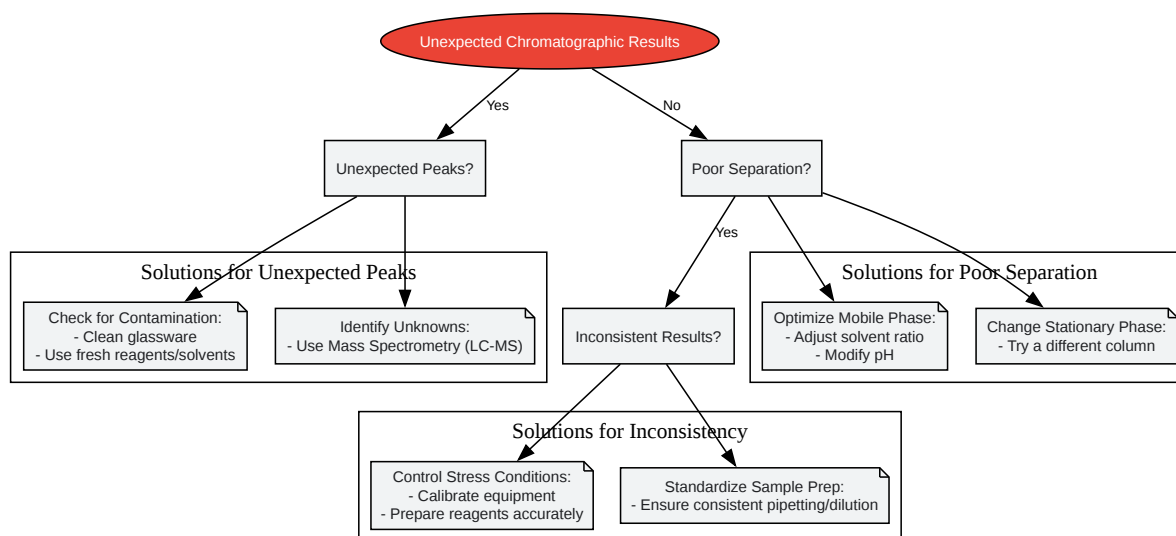 Unexpected Chromatographic Results
Yes
No
Unexpected Peaks?
Poor Separation?
Yes
Solutions for Unexpected Peaks
Check for Contamination:
- Clean glassware
- Use fresh reagents/solvents
Identify Unknowns:
- Use Mass Spectrometry (LC-MS)
Inconsistent Results?
Solutions for Poor Separation
Optimize Mobile Phase:
- Adjust solvent ratio
- Modify pH
Change Stationary Phase:
- Try a different column
Solutions for Inconsistency
Control Stress Conditions:
- Calibrate equipment
- Prepare reagents accurately
Standardize Sample Prep:
- Ensure consistent pipetting/dilution